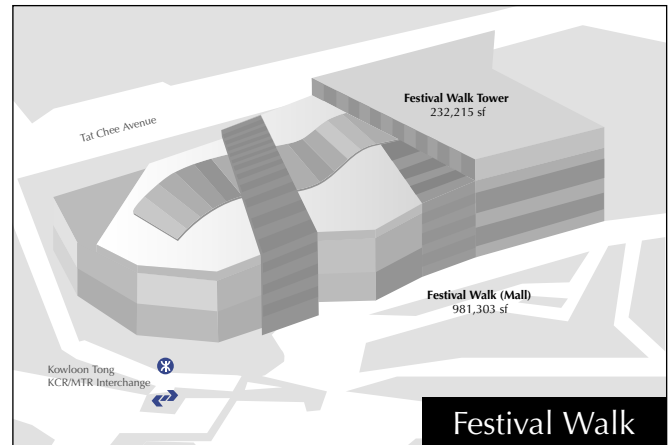 Festival Walk Tower
232,215 sf
Tat Chee Avenue
Festival Walk (Mall)
981,303 sf
Kowloon Tong
KCR/MTR Interchange
Festival Walk